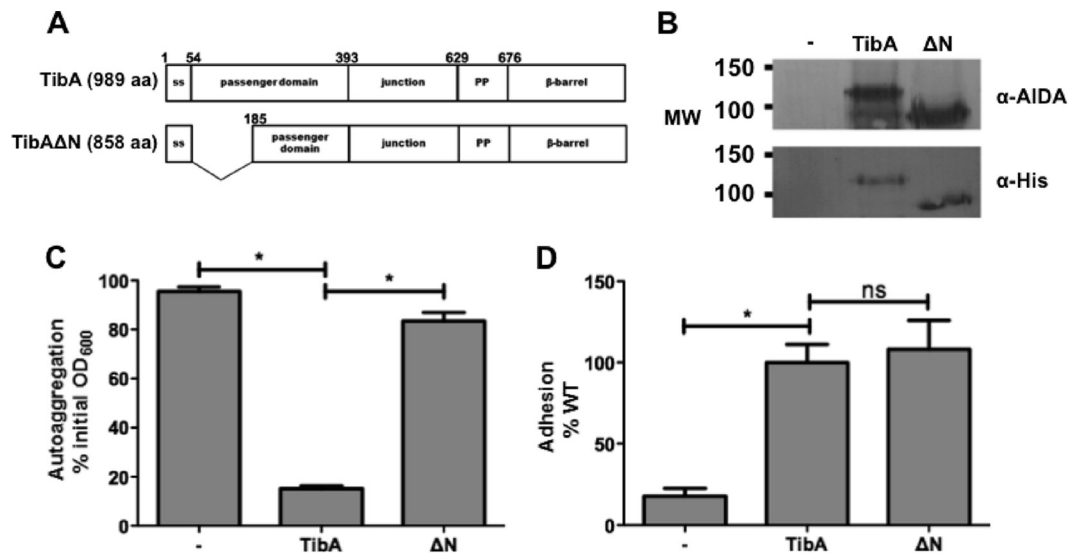 A
1 54 393 629 676
TibA (989 aa)
ss passenger domain junction PP β-barrel
185
TibAΔN (858 aa)
ss passenger domain junction PP β-barrel
B
- TibA ΔN
150
100
α-AIDA
MW
150
100
α-His
C
* *
100
80
60
40
20
0
Autoaggregation
% initial OD600
- TibA ΔN
D
* ns
150
100
50
0
Adhesion
% WT
- TibA ΔN